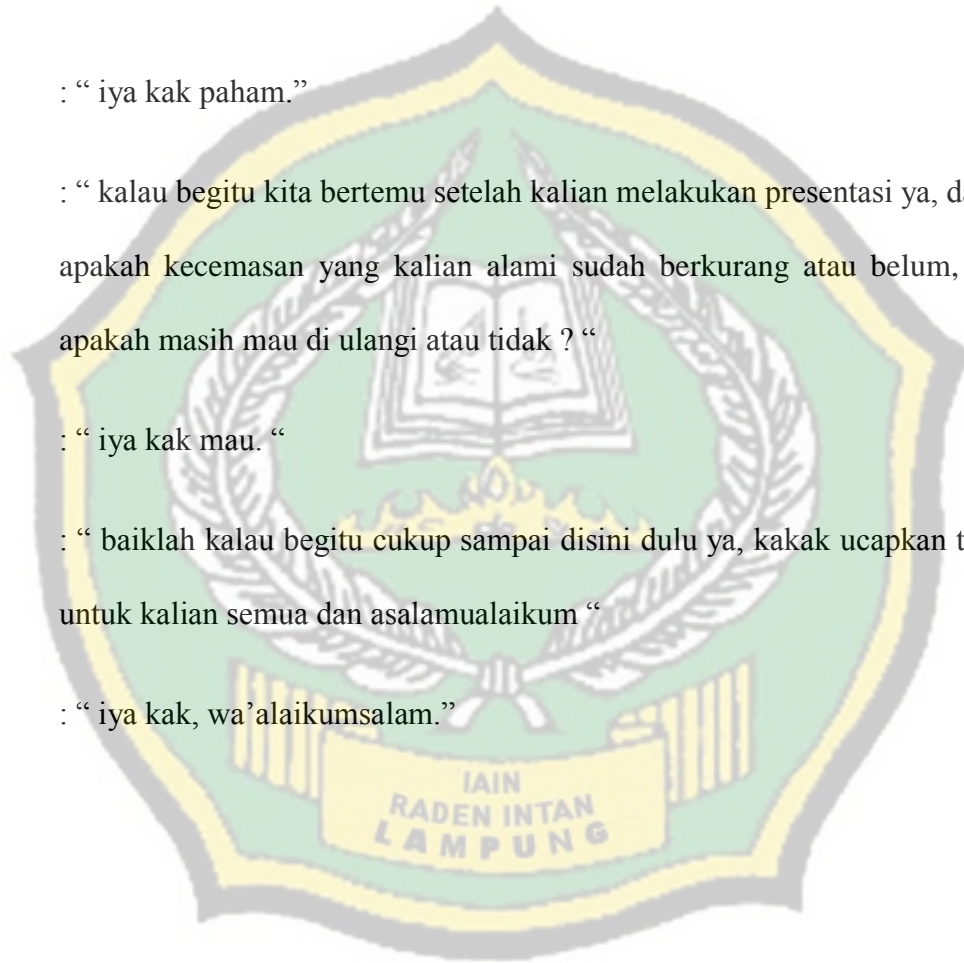 : “ iya kak paham.”
: “ kalau begitu kita bertemu setelah kalian melakukan presentasi ya,
apakah kecemasan yang kalian alami sudah berkurang atau belum,
apakah masih mau di ulangi atau tidak ? “
: “ iya kak mau. “
: “ baiklah kalau begitu cukup sampai disini dulu ya, kakak ucapkan
untuk kalian semua dan asalamualaikum “
: “ iya kak, wa’alaikumsalam.”
IAIN
RADEN INTAN
LAMPUNG